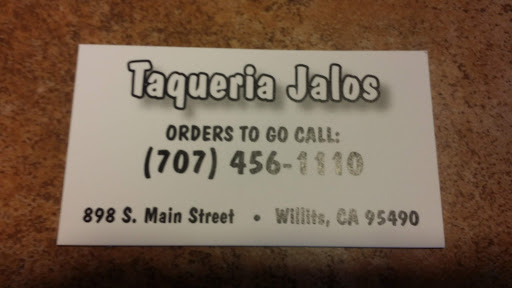 Taqueria Jalos
ORDERS TO GO CALL:
(707) 456-1110
898 S. Main Street • Willits, CA 95490